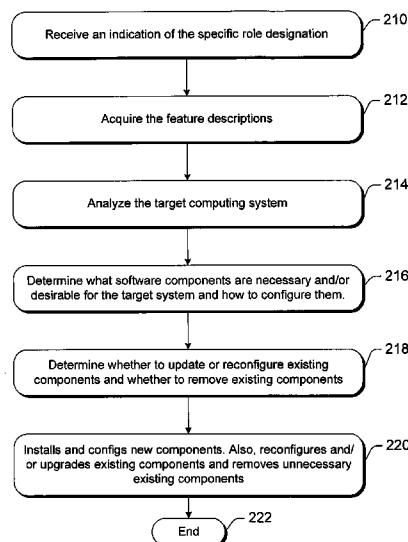 Receive an indication of the specific role designation
210
Acquire the feature descriptions
212
Analyze the target computing system
214
Determine what software components are necessary and/or
desirable for the target system and how to configure them.
216
Determine whether to update or reconfigure existing
components and whether to remove existing components
218
Installs and configs new components. Also, reconfigures and/
or upgrades existing components and removes unnecessary
existing components
220
End
222